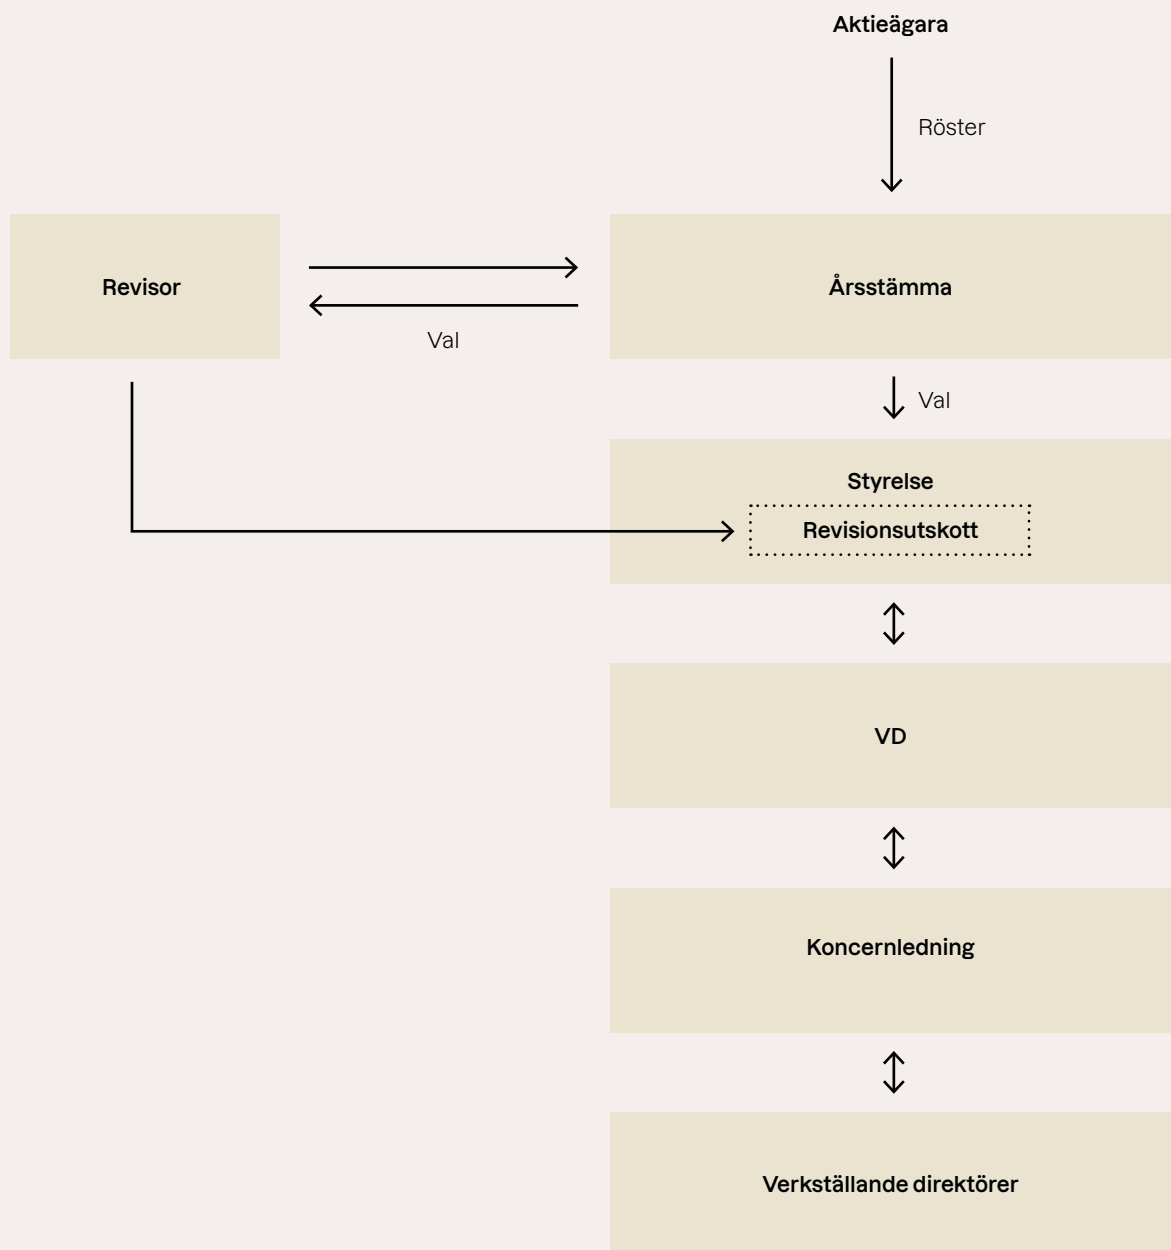 Aktieägara
Röster
Revisor
Årsstämma
Val
Val
Styrelse
Revisionsutskott
VD
Koncernledning
Verkställande direktörer